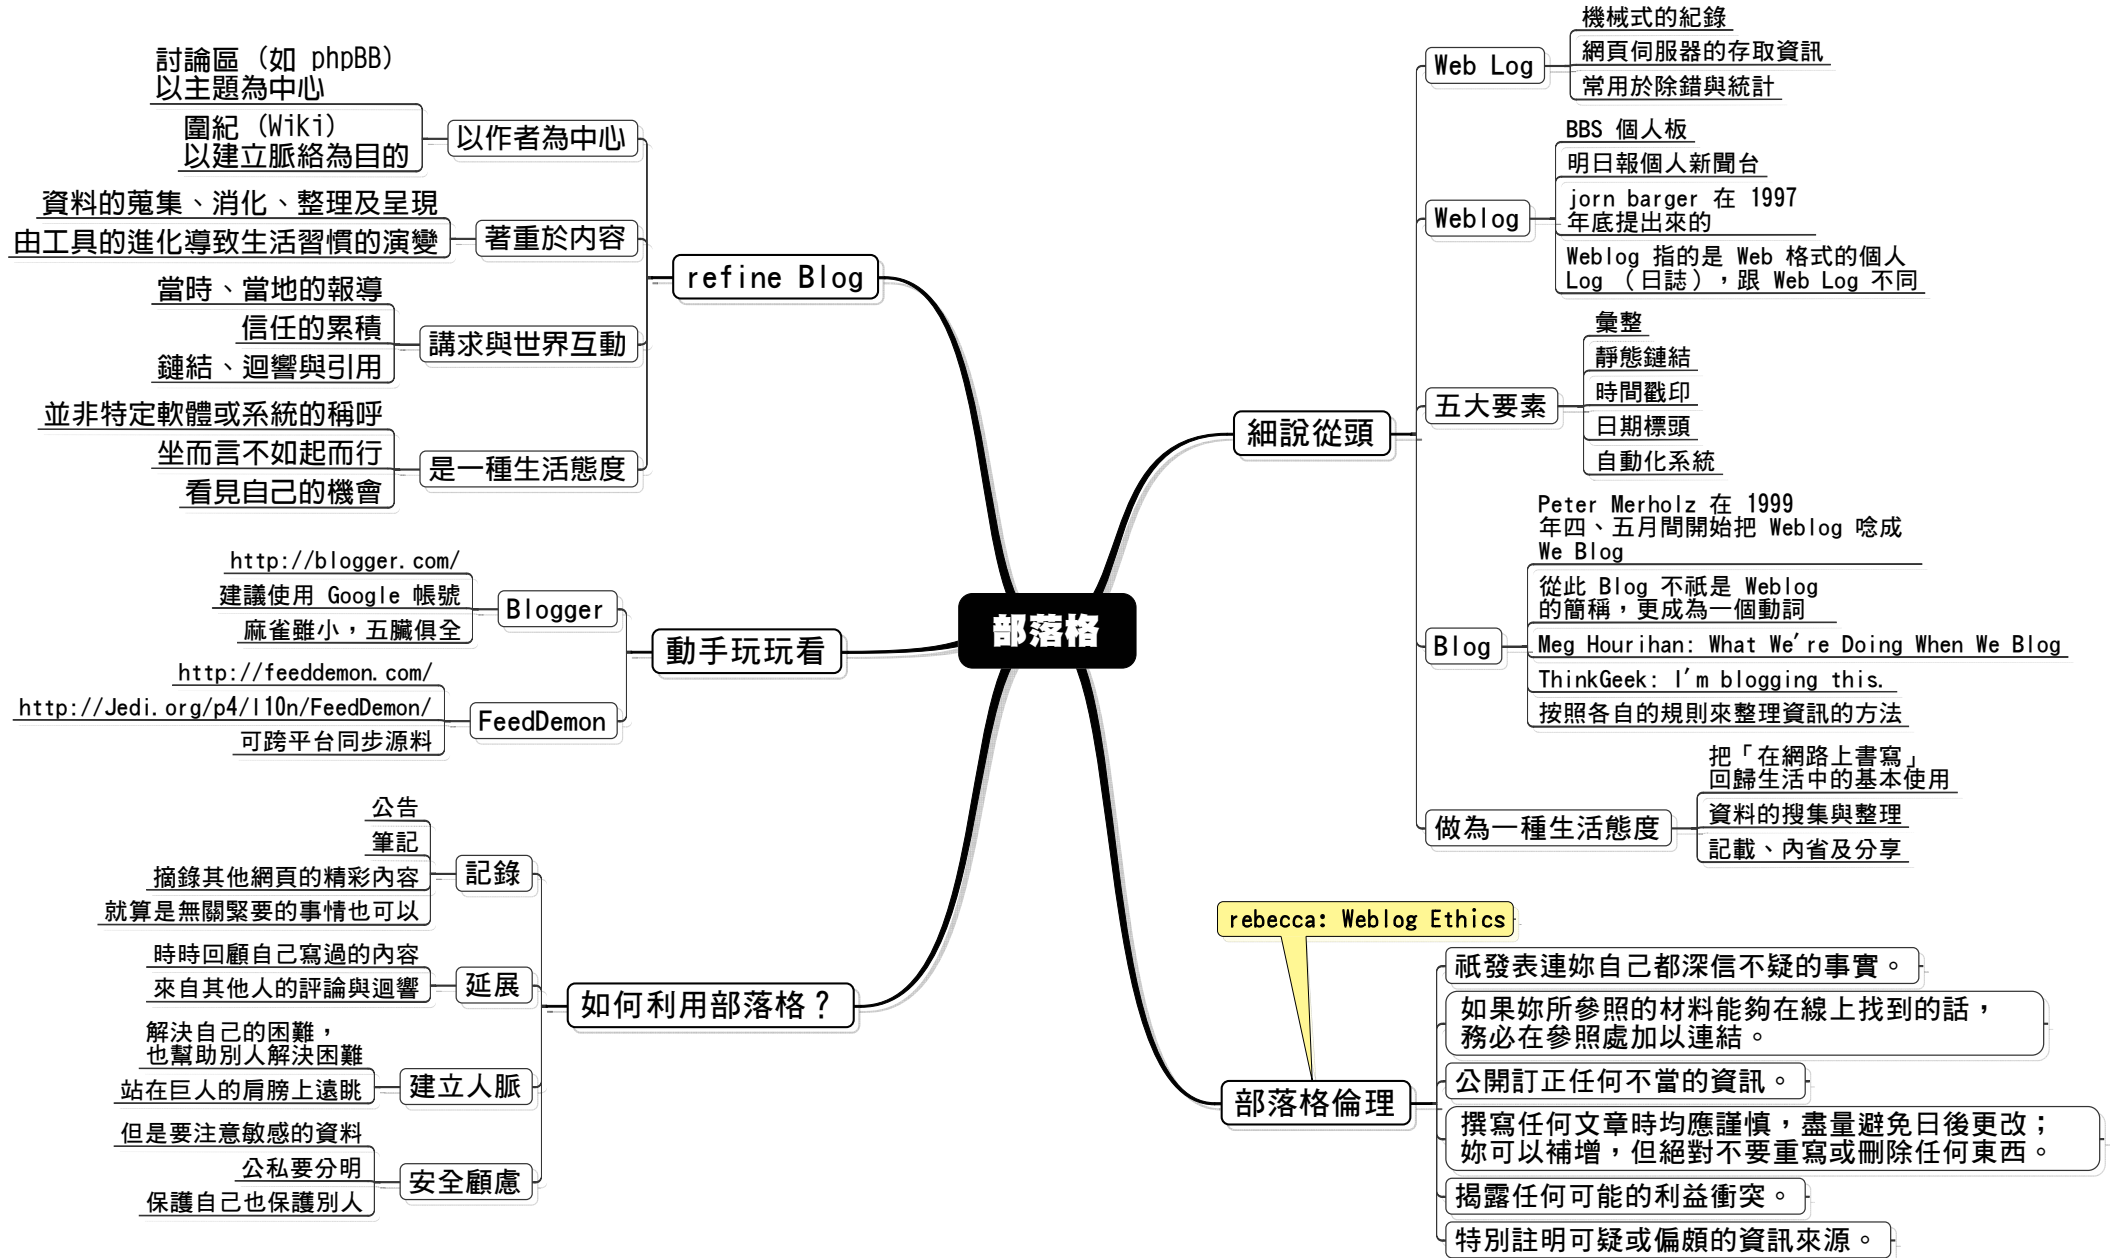 部落格
細說從頭
Web Log
機械式的紀錄
網頁伺服器的存取資訊
常用於除錯與統計
Weblog
BBS 個人板
明日報個人新聞台
jorn barger 在 1997
年底提出來的
Weblog 指的是 Web 格式的個人
Log （日誌），跟 Web Log 不同
五大要素
彙整
靜態鏈結
時間戳印
日期標頭
自動化系統
Blog
Peter Merholz 在 1999
年四、五月間開始把 Weblog 唸成
We Blog
從此 Blog 不祇是 Weblog
的簡稱，更成為一個動詞
Meg Hourihan: What We're Doing When We Blog
ThinkGeek: I'm blogging this.
按照各自的規則來整理資訊的方法
做為一種生活態度
把「在網路上書寫」
回歸生活中的基本使用
資料的搜集與整理
記載、內省及分享
部落格倫理
rebecca: Weblog Ethics
祇發表連妳自己都深信不疑的事實。
如果妳所參照的材料能夠在線上找到的話，
務必在參照處加以連結。
公開訂正任何不當的資訊。
撰寫任何文章時均應謹慎，盡量避免日後更改；
妳可以補增，但絕對不要重寫或刪除任何東西。
揭露任何可能的利益衝突。
特別註明可疑或偏頗的資訊來源。
refine Blog
以作者為中心
討論區（如 phpBB）
以主題為中心
圍紀（Wiki）
以建立脈絡為目的
著重於內容
資料的蒐集、消化、整理及呈現
由工具的進化導致生活習慣的演變
講求與世界互動
當時、當地的報導
信任的累積
鏈結、迴響與引用
是一種生活態度
並非特定軟體或系統的稱呼
坐而言不如起而行
看見自己的機會
動手玩玩看
Blogger
http://blogger.com/
建議使用 Google 帳號
麻雀雖小，五臟俱全
FeedDemon
http://feeddemon.com/
http://Jedi.org/p4/l10n/FeedDemon/
可跨平台同步源料
如何利用部落格？
記錄
公告
筆記
摘錄其他網頁的精彩內容
就算是無關緊要的事情也可以
延展
時時回顧自己寫過的內容
來自其他人的評論與迴響
建立人脈
解決自己的困難，
也幫助別人解決困難
站在巨人的肩膀上遠眺
安全顧慮
但是要注意敏感的資料
公私要分明
保護自己也保護別人